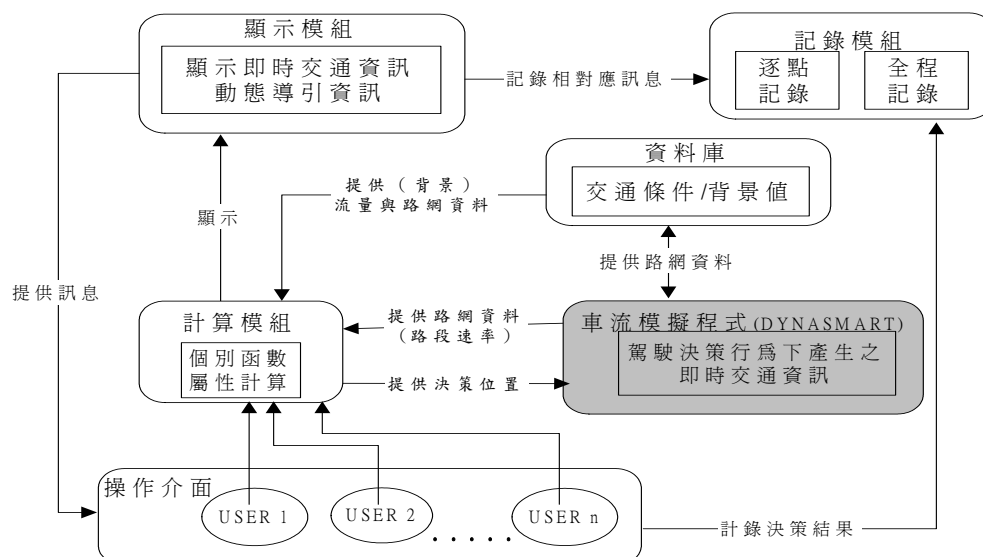 顯示模組
顯示即時交通資訊
動態導引資訊
記錄相對應訊息
記錄模組
逐點
記錄
全程
記錄
資料庫
交通條件/背景值
提供(背景)
流量與路網資料
顯示
提供路網資料
提供訊息
計算模組
個別函數
屬性計算
提供路網資料
(路段速率)
提供決策位置
車流模擬程式(DYNASMART)
駕駛決策行爲下產生之
即時交通資訊
操作介面
USER 1
USER 2
.....
USER n
計錄決策結果